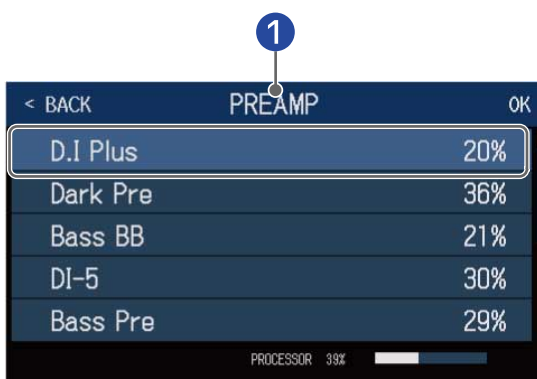 1
< BACK PREAMP OK
D.I Plus 20%
Dark Pre 36%
Bass BB 21%
DI-5 30%
Bass Pre 29%
PROCESSOR 39%